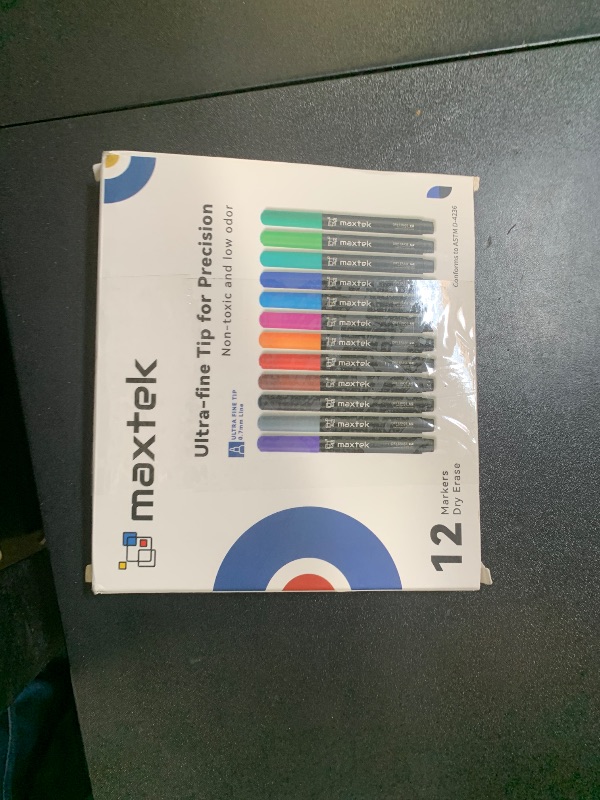 maxtek
Ultra-fine Tip for Precision
Non-toxic and low odor
A
ULTRA FINE TIP
0.7mm Line
maxtek
maxtek
maxtek
maxtek
maxtek
maxtek
maxtek
maxtek
maxtek
maxtek
maxtek
maxtek
12
Markers
Dry Erase
Conforms to ASTM D-4236